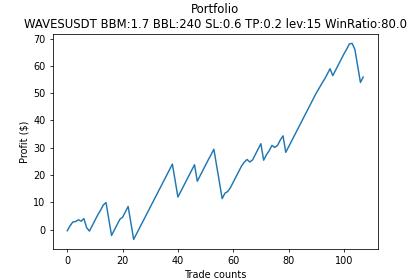 Portfolio
WAVESUSDT BBM:1.7 BBL:240 SL:0.6 TP:0.2 lev:15 WinRatio:80.0
70
60
50
40
30
20
10
0
Profit ($)
0 20 40 60 80 100
Trade counts